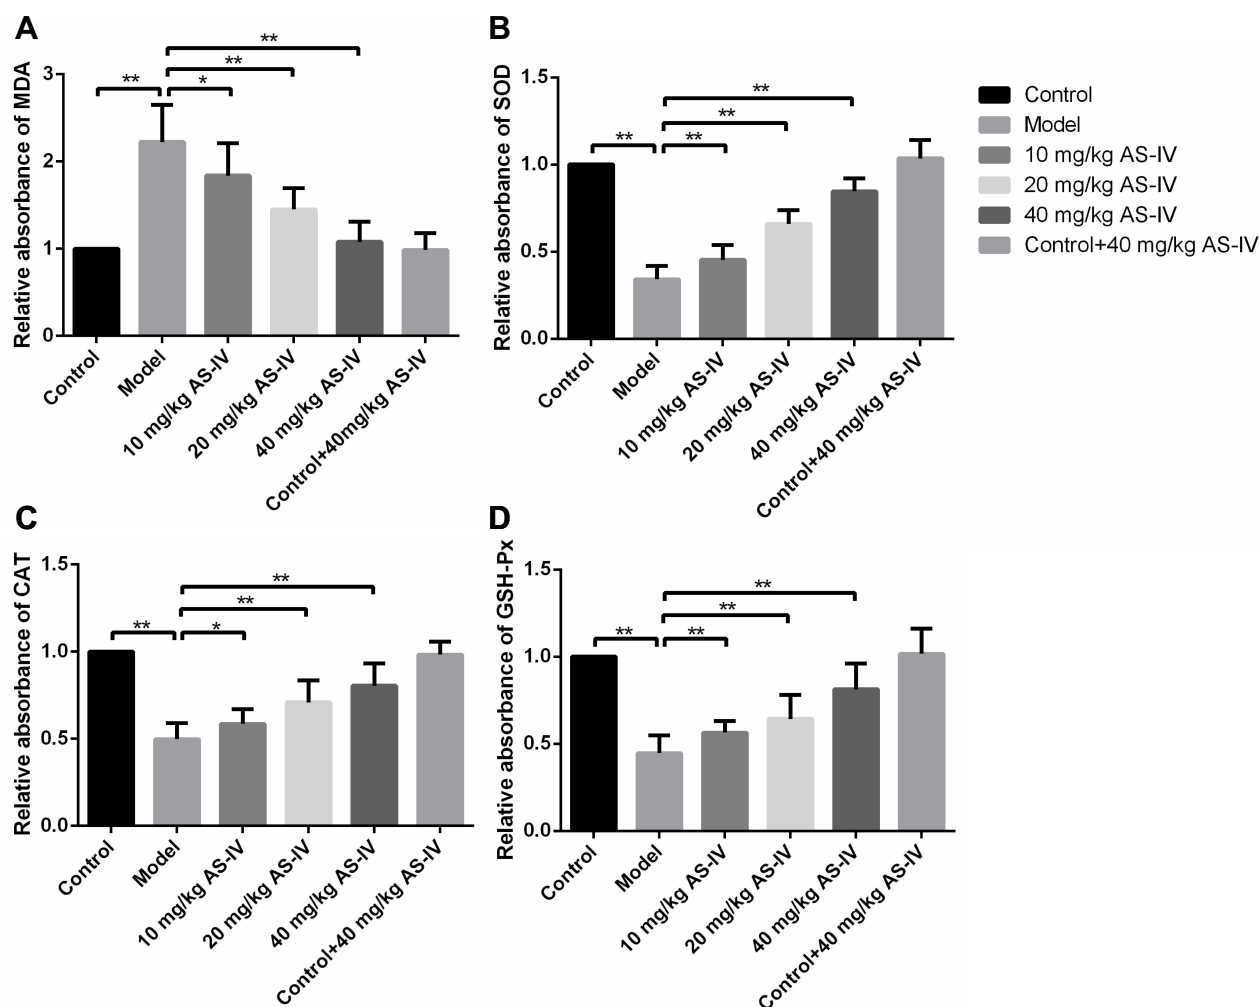 A
Relative absorbance of MDA
3
2
1
0
**
**
**
*
Control
Model
10 mg/kg AS-IV
20 mg/kg AS-IV
40 mg/kg AS-IV
Control+40mg/kg AS-IV
B
Relative absorbance of SOD
1.5
1.0
0.5
0.0
**
**
**
**
Control
Model
10 mg/kg AS-IV
20 mg/kg AS-IV
40 mg/kg AS-IV
Control+40 mg/kg AS-IV
Control
Model
10 mg/kg AS-IV
20 mg/kg AS-IV
40 mg/kg AS-IV
Control+40 mg/kg AS-IV
C
Relative absorbance of CAT
1.5
1.0
0.5
0.0
**
**
**
*
Control
Model
10 mg/kg AS-IV
20 mg/kg AS-IV
40 mg/kg AS-IV
Control+40 mg/kg AS-IV
D
Relative absorbance of GSH-Px
1.5
1.0
0.5
0.0
**
**
**
**
Control
Model
10 mg/kg AS-IV
20 mg/kg AS-IV
40 mg/kg AS-IV
Control+40 mg/kg AS-IV